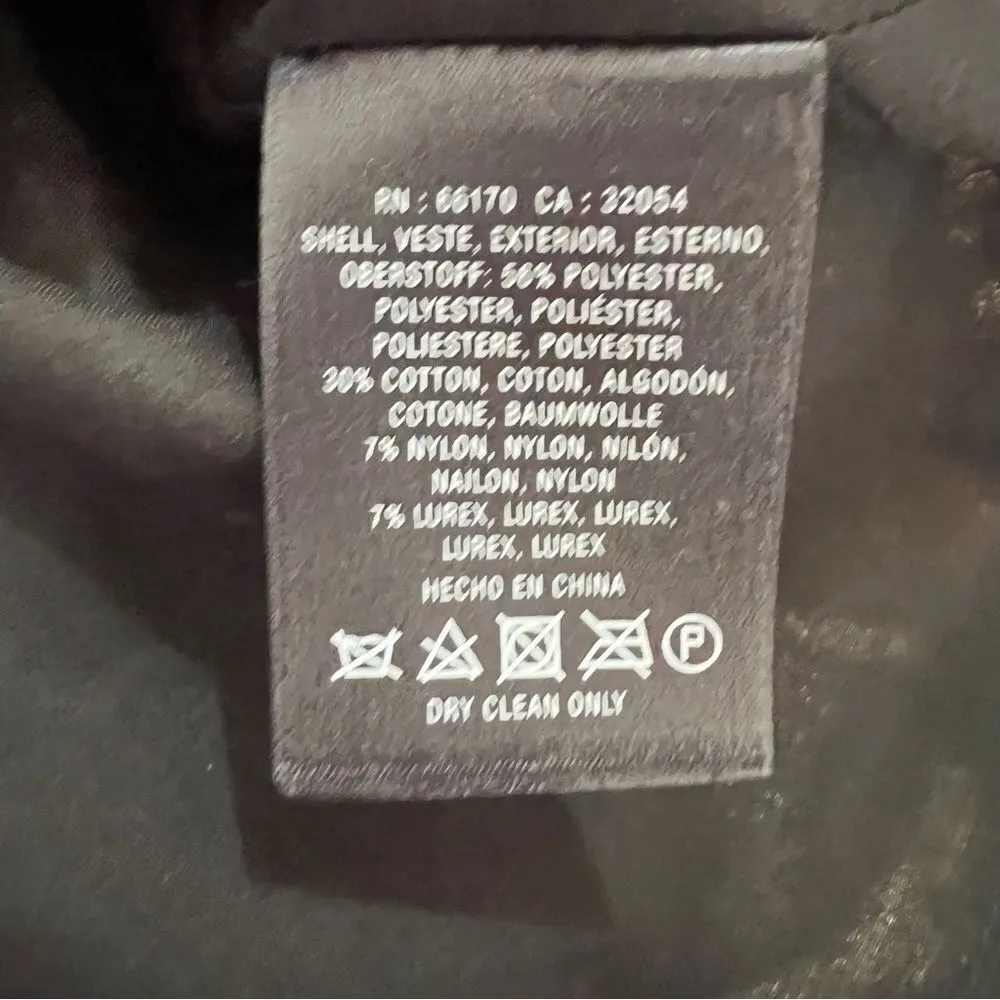 RN : 66170 CA : 32054
SHELL, VESTE, EXTERIOR, ESTERNO,
OBERSTOFF: 56% POLYESTER,
POLYESTER, POLIÉSTER,
POLIESTERE, POLYESTER
30% COTTON, COTON, ALGODÓN,
COTONE, BAUMWOLLE
7% NYLON, NYLON, NILÓN,
NAILON, NYLON
7% LUREX, LUREX, LUREX,
LUREX, LUREX
HECHO EN CHINA
P
DRY CLEAN ONLY